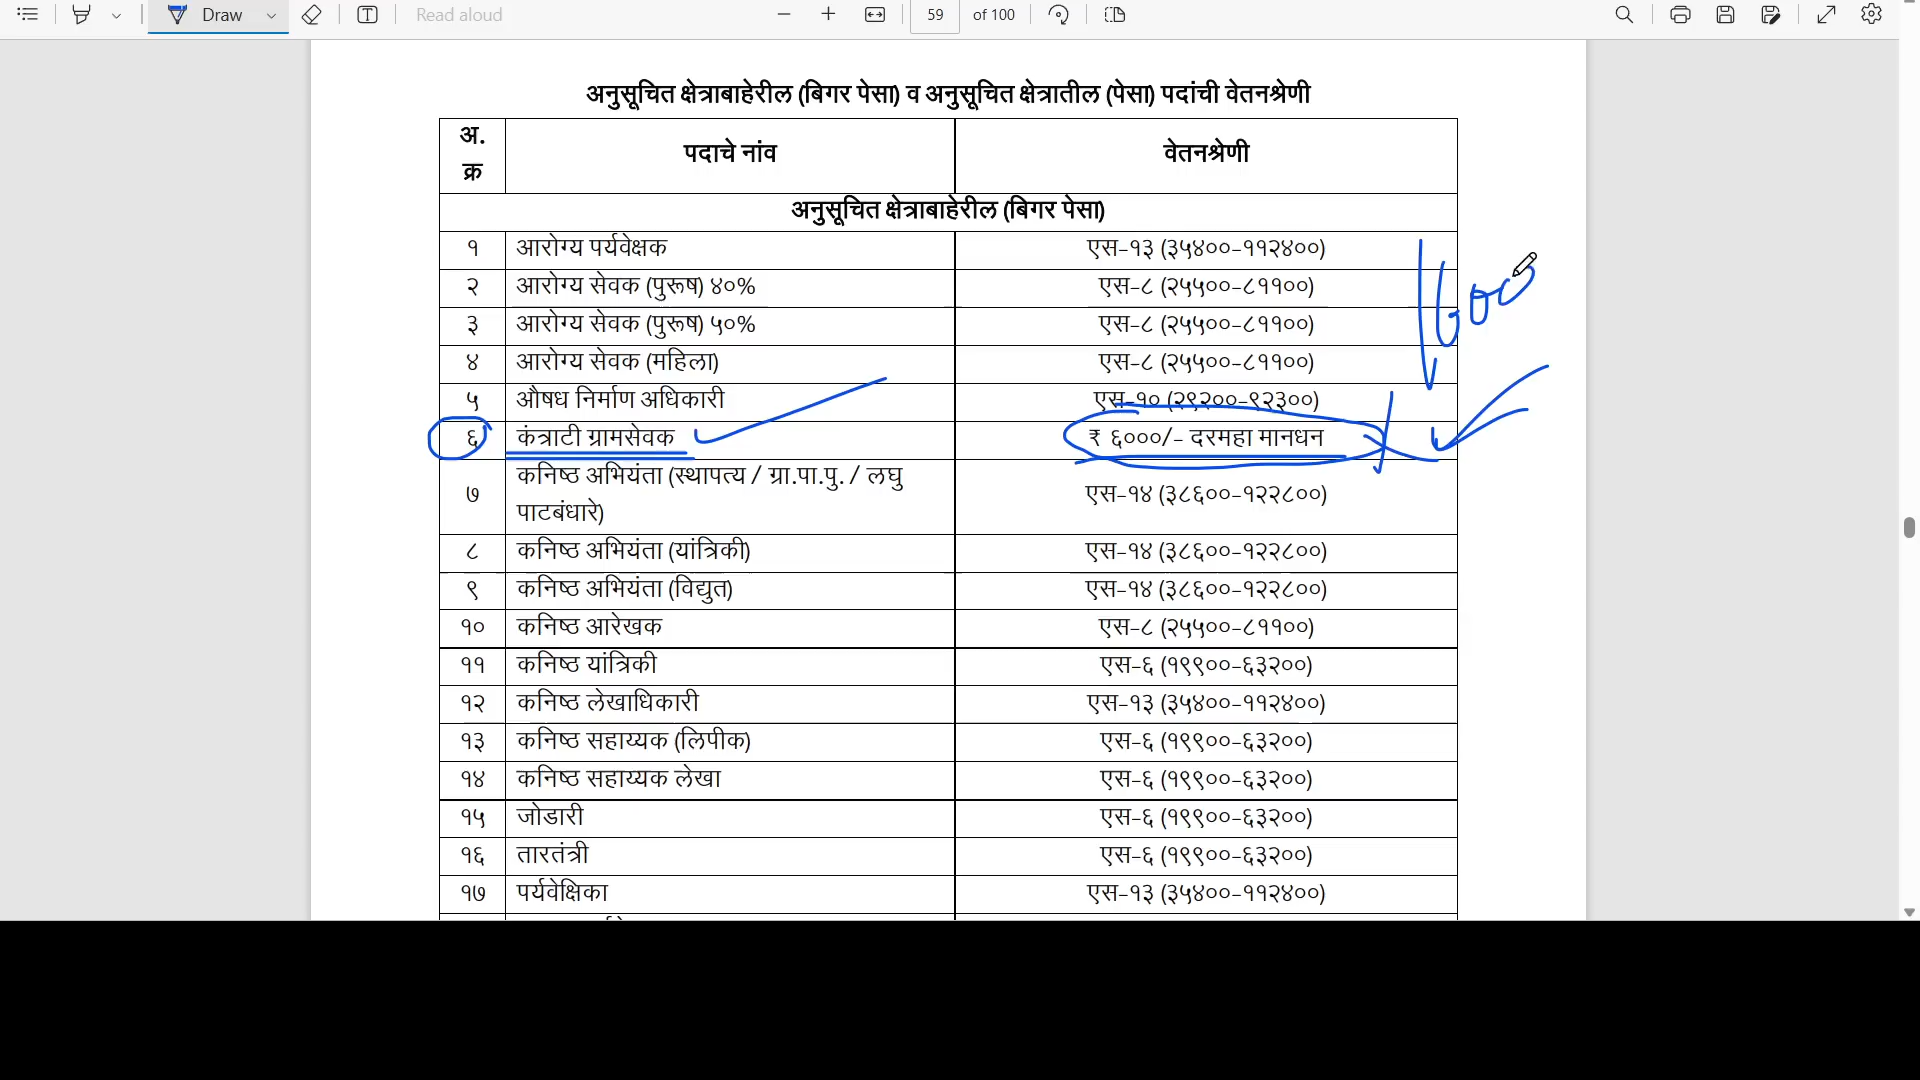 Draw
Read aloud
59 of 100
अनुसूचित क्षेत्राबाहेरील (बिगर पेसा) व अनुसूचित क्षेत्रातील (पेसा) पदांची वेतनश्रेणी
अ. क्र पदाचे नांव वेतनश्रेणी
अनुसूचित क्षेत्राबाहेरील (बिगर पेसा)
१ आरोग्य पर्यवेक्षक एस-१३ (३५४००-११२४००)
२ आरोग्य सेवक (पुरूष) ४०% एस-८ (२५५००-८११००)
३ आरोग्य सेवक (पुरूष) ५०% एस-८ (२५५००-८११००)
४ आरोग्य सेवक (महिला) एस-८ (२५५००-८११००)
५ औषध निर्माण अधिकारी एस-१० (२९२००-९२३००)
६ कंत्राटी ग्रामसेवक ₹ ६०००/- दरमहा मानधन
७ कनिष्ठ अभियंता (स्थापत्य / ग्रा.पा.पु. / लघु
पाटबंधारे) एस-१४ (३८६००-१२२८००)
८ कनिष्ठ अभियंता (यांत्रिकी) एस-१४ (३८६००-१२२८००)
९ कनिष्ठ अभियंता (विद्युत) एस-१४ (३८६००-१२२८००)
१० कनिष्ठ आरेखक एस-८ (२५५००-८११००)
११ कनिष्ठ यांत्रिकी एस-६ (१९९००-६३२००)
१२ कनिष्ठ लेखाधिकारी एस-१३ (३५४००-११२४००)
१३ कनिष्ठ सहाय्यक (लिपीक) एस-६ (१९९००-६३२००)
१४ कनिष्ठ सहाय्यक लेखा एस-६ (१९९००-६३२००)
१५ जोडारी एस-६ (१९९००-६३२००)
१६ तारतंत्री एस-६ (१९९००-६३२००)
१७ पर्यवेक्षिका एस-१३ (३५४००-११२४००)